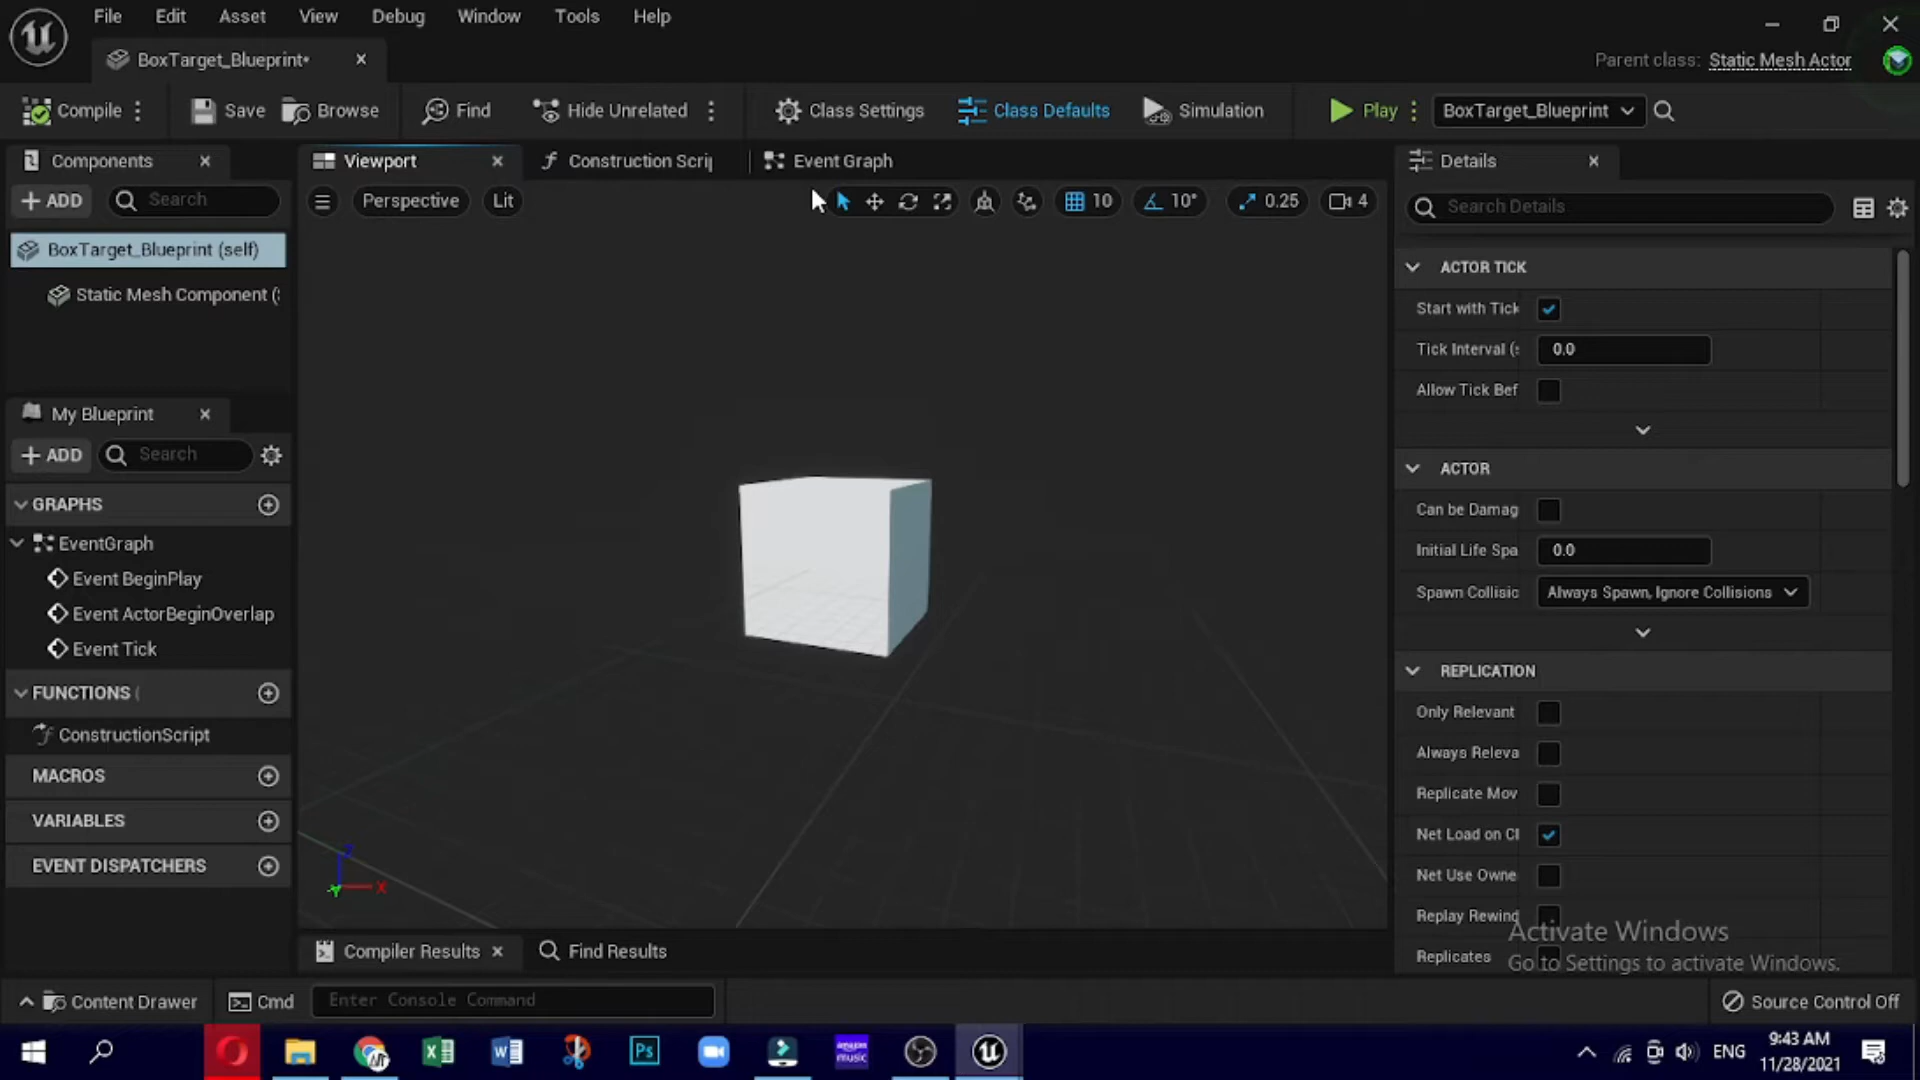 File Edit Asset View Debug Window Tools Help
BoxTarget_Blueprint•
Parent class: Static Mesh Actor
Compile Save Browse Find Hide Unrelated Class Settings Class Defaults Simulation Play BoxTarget_Blueprint
Components Viewport Construction Scrip Event Graph Details
ADD Search Perspective Lit 10 10° 0.25 4 Search Details
BoxTarget_Blueprint (self)
Static Mesh Component (
ACTOR TICK
Start with Tick
Tick Interval (s 0.0
Allow Tick Bef
ACTOR
Can be Damag
Initial Life Spa 0.0
Spawn Collisic Always Spawn, Ignore Collisions
REPLICATION
Only Relevant
Always Releva
Replicate Mov
Net Load on Cl
Net Use Owne
Replay Rewind
Replicates
My Blueprint
ADD Search
GRAPHS
EventGraph
Event BeginPlay
Event ActorBeginOverlap
Event Tick
FUNCTIONS (
ConstructionScript
MACROS
VARIABLES
EVENT DISPATCHERS
Z
Y X
Activate Windows
Go to Settings to activate Windows.
Compiler Results Find Results
Content Drawer Cmd Enter Console Command Source Control Off
Ps amazon music ENG 9:43 AM
11/28/2021